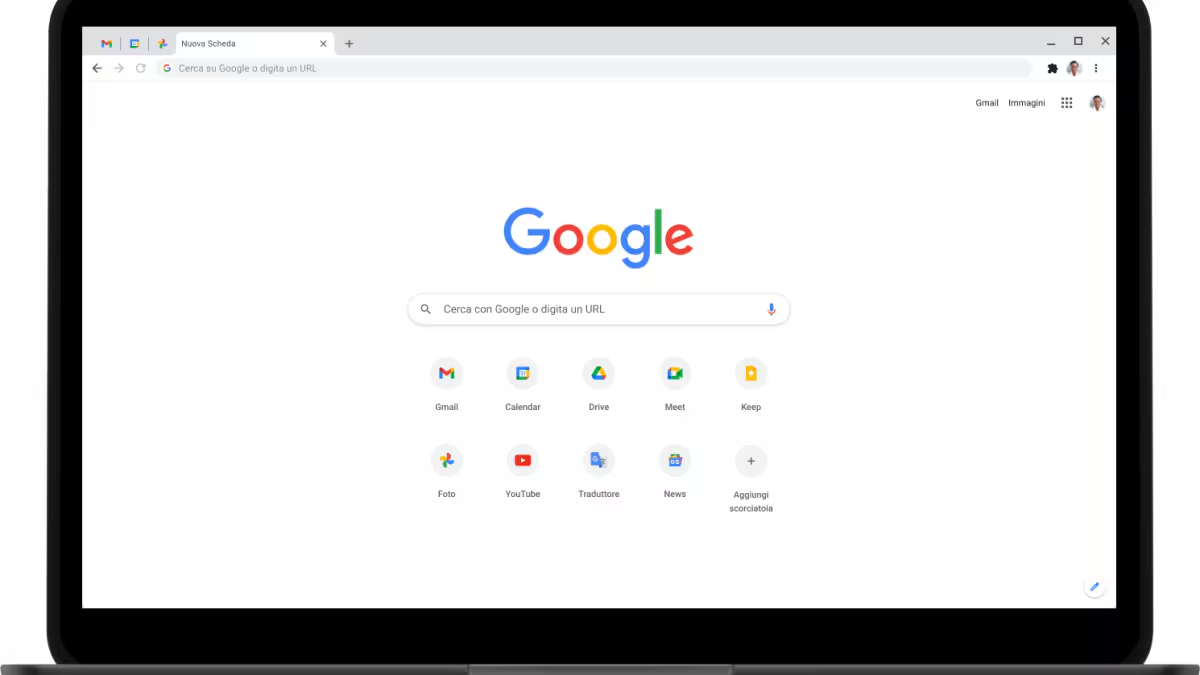 Nuova Scheda
Cerca su Google o digita un URL
Gmail Immagini
Google
Cerca con Google o digita un URL
Gmail Calendar Drive Meet Keep
Foto YouTube Traduttore News Aggiungi
scorciatoia